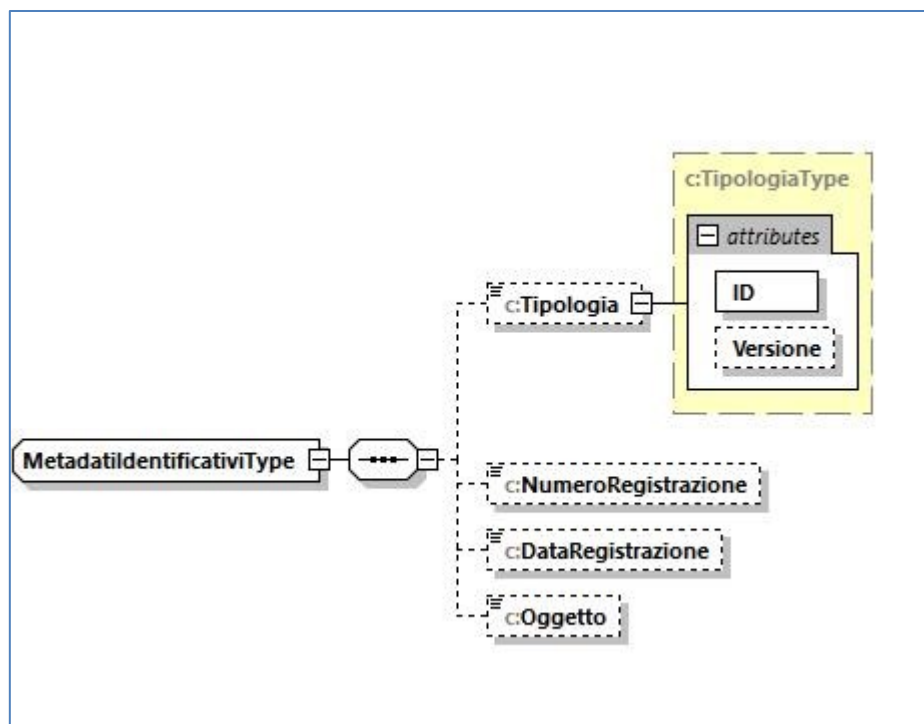 c:TipologiaType
attributes
ID
c:Tipologia
Versione
MetadatiIdentificativiType
c:NumeroRegistrazione
c:DataRegistrazione
c:Oggetto